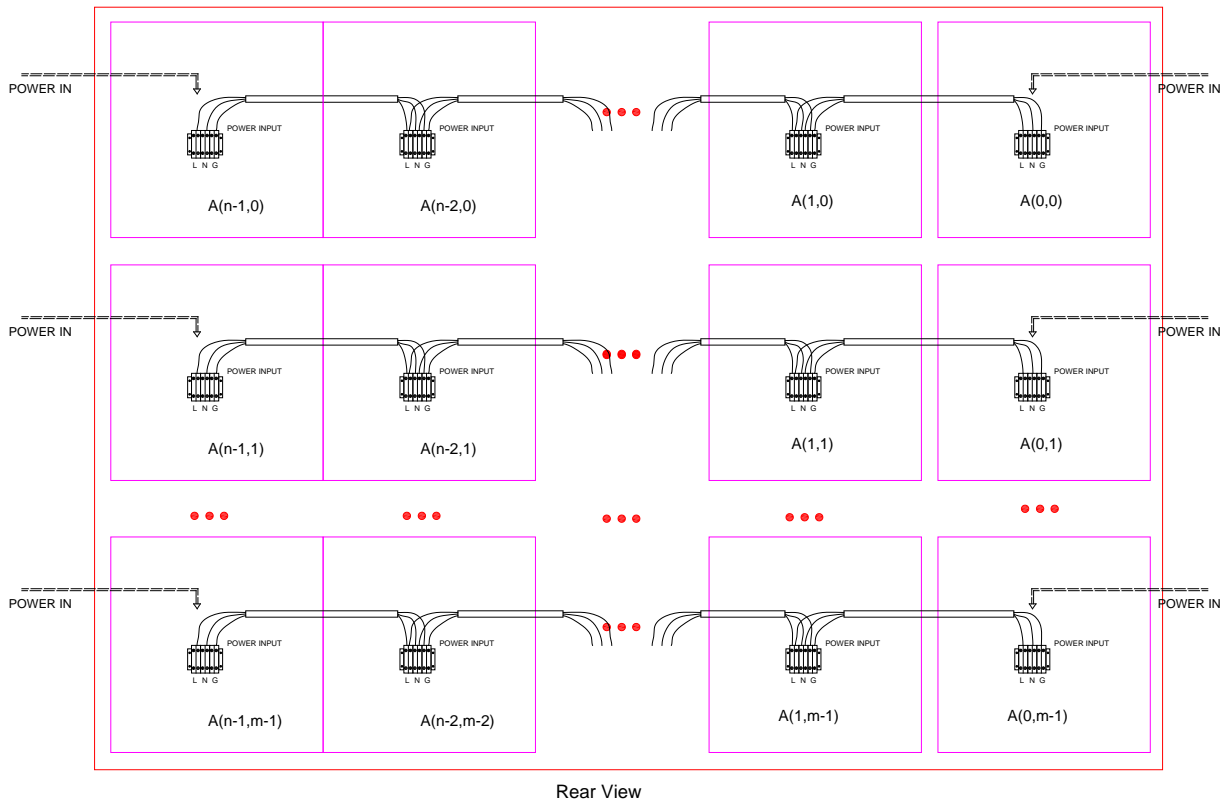 POWER IN
POWER IN
POWER INPUT
POWER INPUT
POWER INPUT
POWER INPUT
L N G
L N G
L N G
L N G
A(n-1,0)
A(n-2,0)
A(1,0)
A(0,0)
POWER IN
POWER IN
POWER INPUT
POWER INPUT
POWER INPUT
POWER INPUT
L N G
L N G
L N G
L N G
A(n-1,1)
A(n-2,1)
A(1,1)
A(0,1)
POWER IN
POWER IN
POWER INPUT
POWER INPUT
POWER INPUT
POWER INPUT
L N G
L N G
L N G
L N G
A(n-1,m-1)
A(n-2,m-2)
A(1,m-1)
A(0,m-1)
Rear View